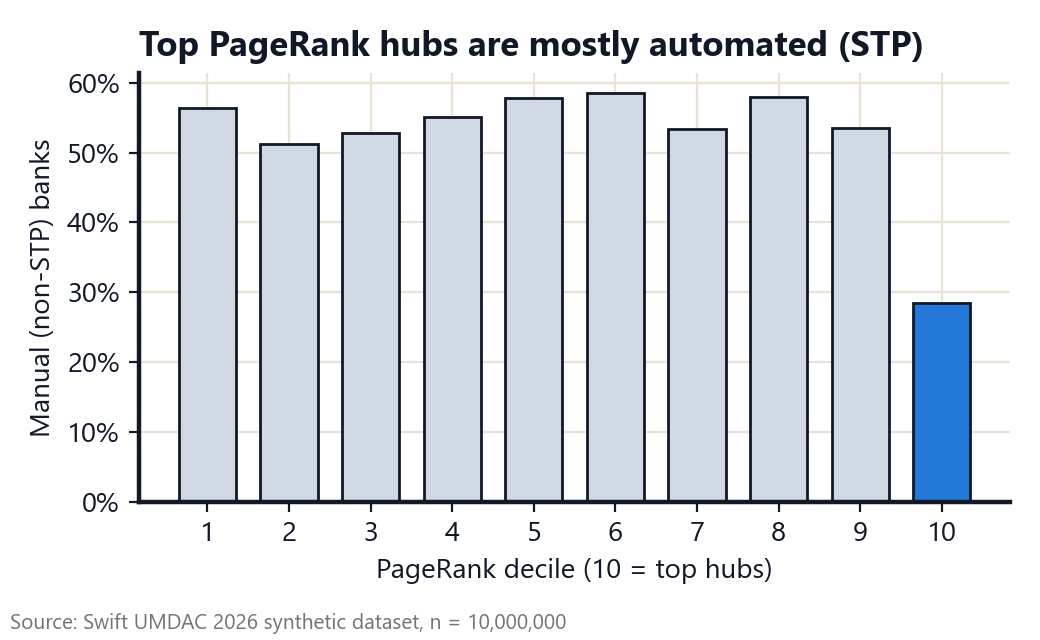 Top PageRank hubs are mostly automated (STP)
Manual (non-STP) banks
60%
50%
40%
30%
20%
10%
0%
1 2 3 4 5 6 7 8 9 10
PageRank decile (10 = top hubs)
Source: Swift UMDAC 2026 synthetic dataset, n = 10,000,000